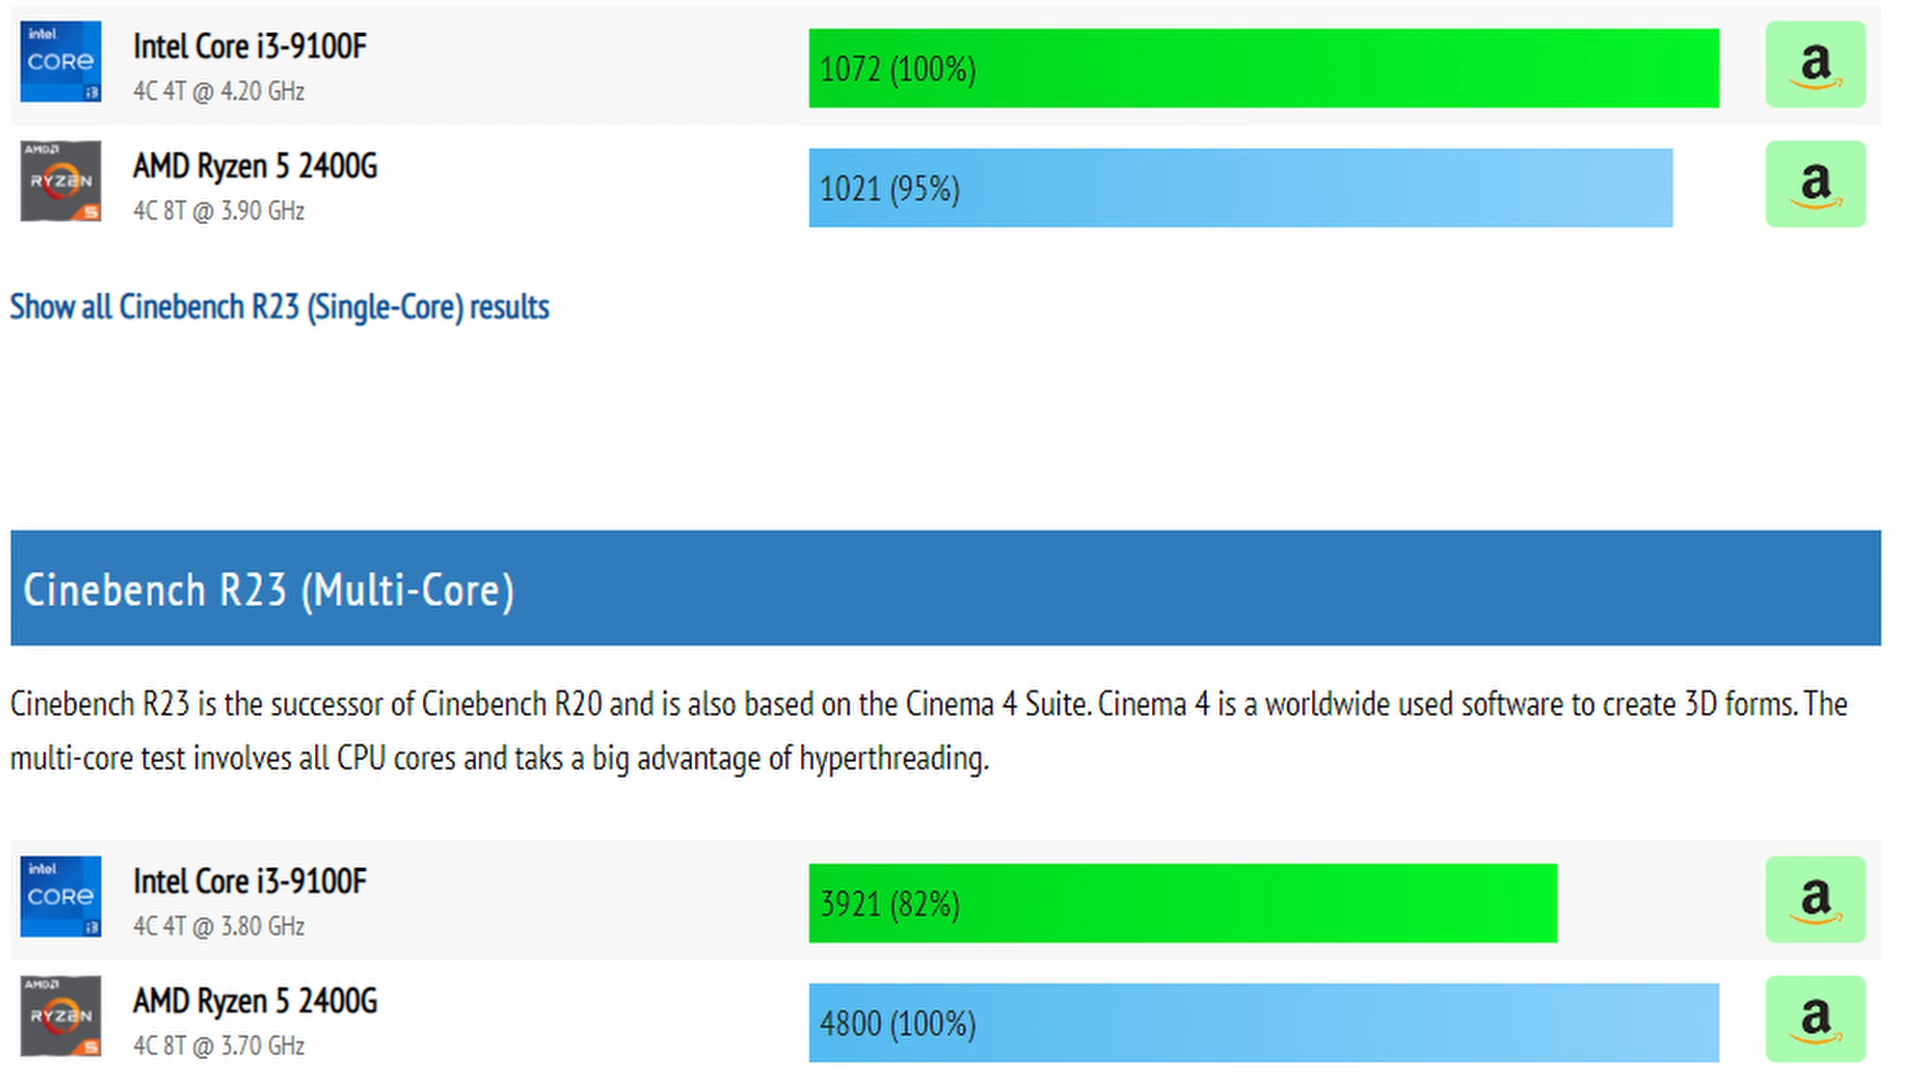 intel
CORE
i3
Intel Core i3-9100F
4C 4T @ 4.20 GHz
1072 (100%)
a
AMD
RYZEN
5
AMD Ryzen 5 2400G
4C 8T @ 3.90 GHz
1021 (95%)
a
Show all Cinebench R23 (Single-Core) results
Cinebench R23 (Multi-Core)
Cinebench R23 is the successor of Cinebench R20 and is also based on the Cinema 4 Suite. Cinema 4 is a worldwide used software to create 3D forms. The
multi-core test involves all CPU cores and taks a big advantage of hyperthreading.
intel
CORE
i3
Intel Core i3-9100F
4C 4T @ 3.80 GHz
3921 (82%)
a
AMD
RYZEN
5
AMD Ryzen 5 2400G
4C 8T @ 3.70 GHz
4800 (100%)
a